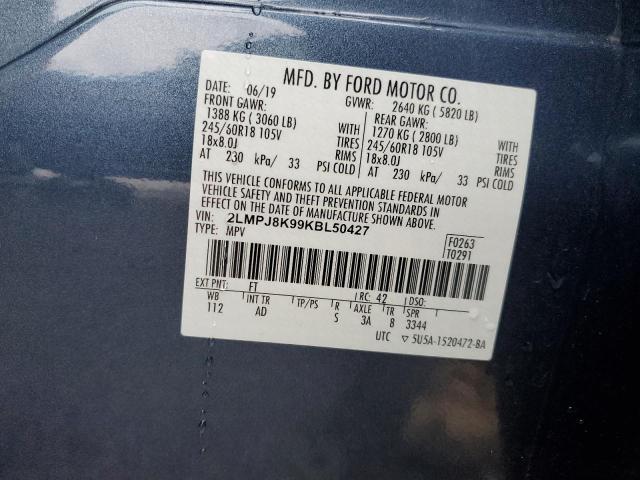 MFD. BY FORD MOTOR CO.
DATE: 06/19 GVWR: 2640 KG ( 5820 LB)
FRONT GAWR: REAR GAWR:
1388 KG ( 3060 LB) WITH 1270 KG ( 2800 LB) WITH
245/60R18 105V TIRES 245/60R18 105V TIRES
18x8.0J RIMS 18x8.0J RIMS
AT 230 kPa/ 33 PSI COLD AT 230 kPa/ 33 PSI COLD
THIS VEHICLE CONFORMS TO ALL APPLICABLE FEDERAL MOTOR
VEHICLE SAFETY AND THEFT PREVENTION STANDARDS IN
EFFECT ON THE DATE OF MANUFACTURE SHOWN ABOVE.
VIN: 2LMPJ8K99KBL50427
TYPE: MPV
F0263
T0291
EXT PNT: FT RC: 42 DSO:
WB INT TR TP/PS R AXLE TR SPR
112 AD 5 3A 8 3344
UTC ▽ 5U5A-1520472-BA